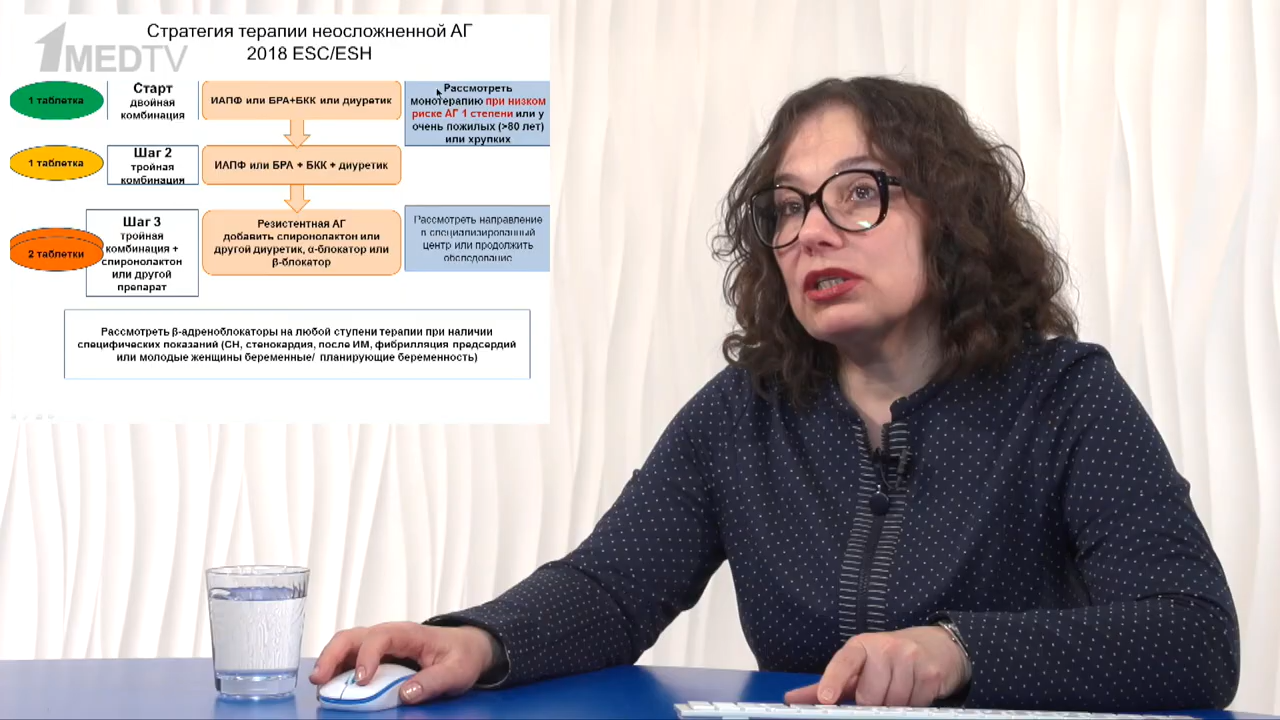 Стратегия терапии неосложненной АГ
2018 ESC/ESH
1MEDTV
1 таблетка
Старт
двойная
комбинация
ИАПФ или БРА+БКК или диуретик
Рассмотреть
монотерапию при низком
риске АГ 1 степени или у
очень пожилых (>80 лет)
или хрупких
1 таблетка
Шаг 2
тройная
комбинация
ИАПФ или БРА + БКК + диуретик
2 таблетки
Шаг 3
тройная
комбинация +
спиронолактон
или другой
препарат
Резистентная АГ
добавить спиронолактон или
другой диуретик, α-блокатор или
β-блокатор
Рассмотреть направление
в специализированный
центр или продолжить
обследование
Рассмотреть β-адреноблокаторы на любой ступени терапии при наличии
специфических показаний (СН, стенокардия, после ИМ, фибрилляция предсердий
или молодые женщины беременные/ планирующие беременность)